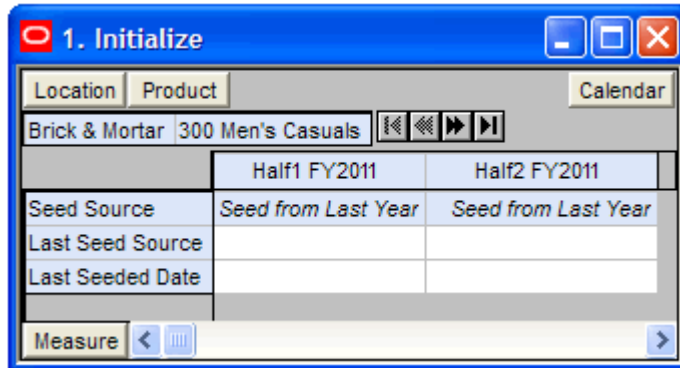 1. Initialize
Location Product Calendar
Brick & Mortar 300 Men's Casuals
Half1 FY2011 Half2 FY2011
Seed Source Seed from Last Year Seed from Last Year
Last Seed Source
Last Seeded Date
Measure